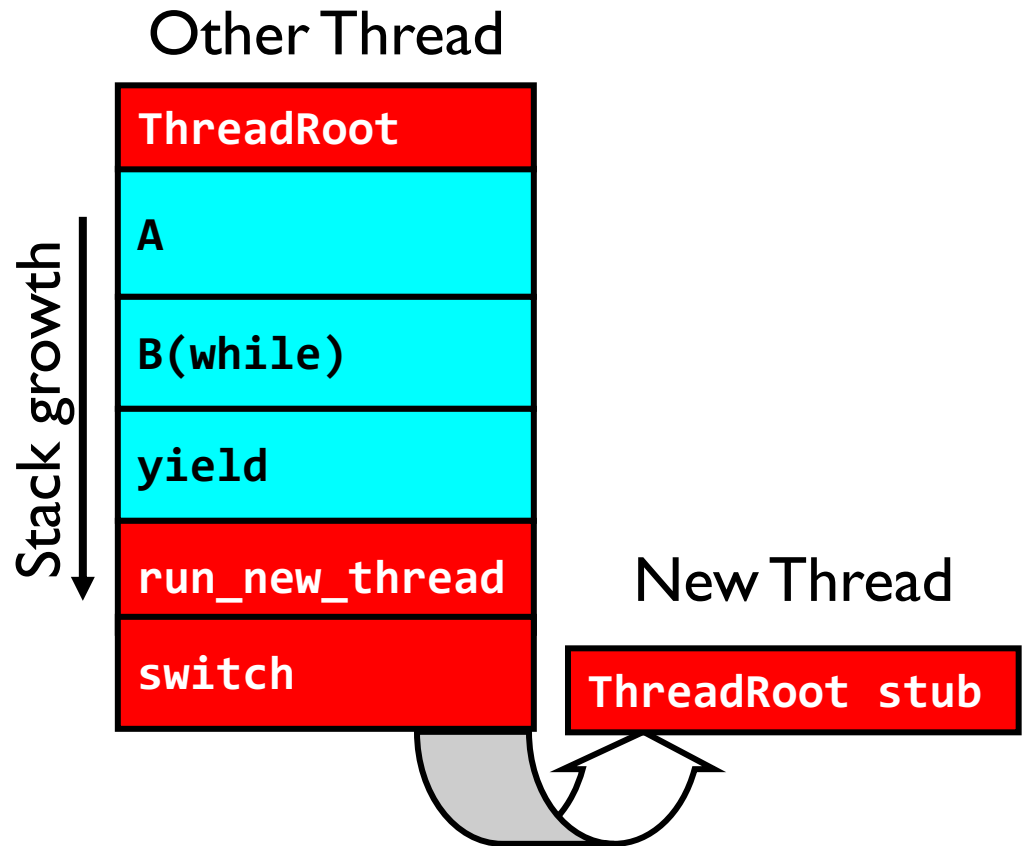 Other Thread
ThreadRoot
A
B(while)
yield
run_new_thread
switch
Stack growth
New Thread
ThreadRoot stub